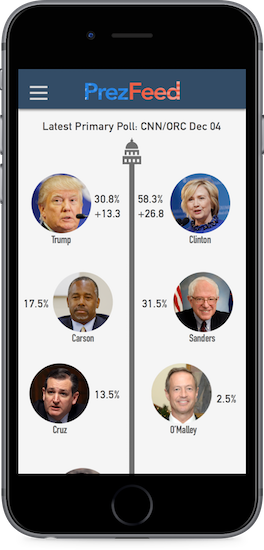 PrezFeed
Latest Primary Poll: CNN/ORC Dec 04
30.8%
+13.3
Trump
58.3%
+26.8
Clinton
17.5%
Carson
31.5%
Sanders
13.5%
Cruz
2.5%
O'Malley